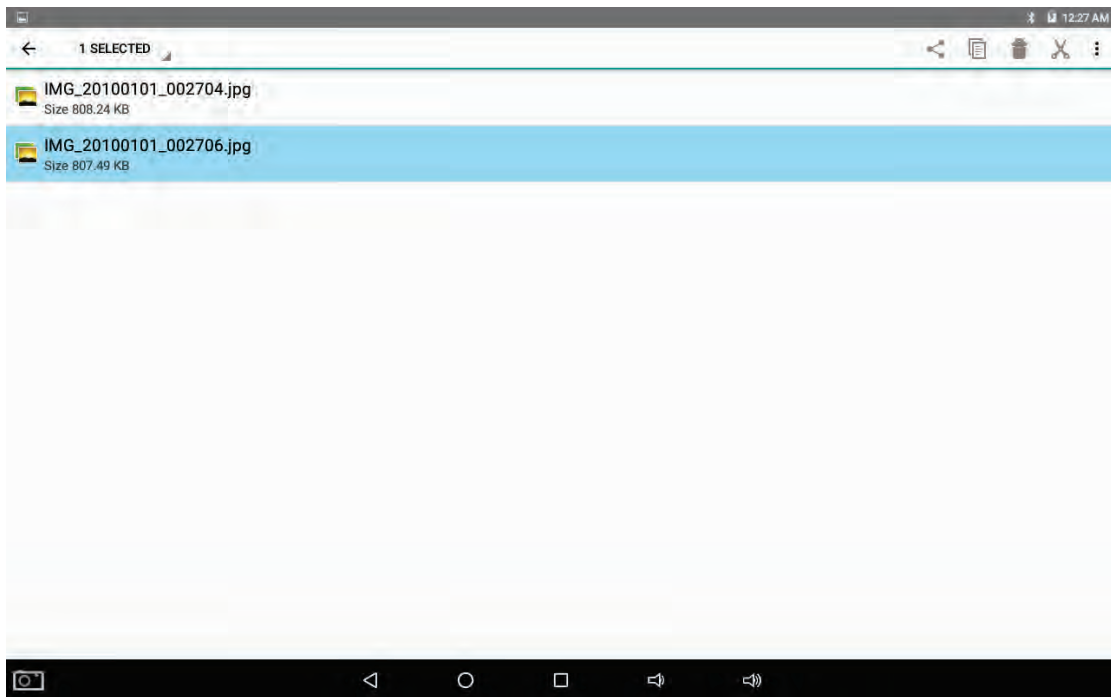 12:27 AM
1 SELECTED
IMG_20100101_002704.jpg
Size 808.24 KB
IMG_20100101_002706.jpg
Size 807.49 KB